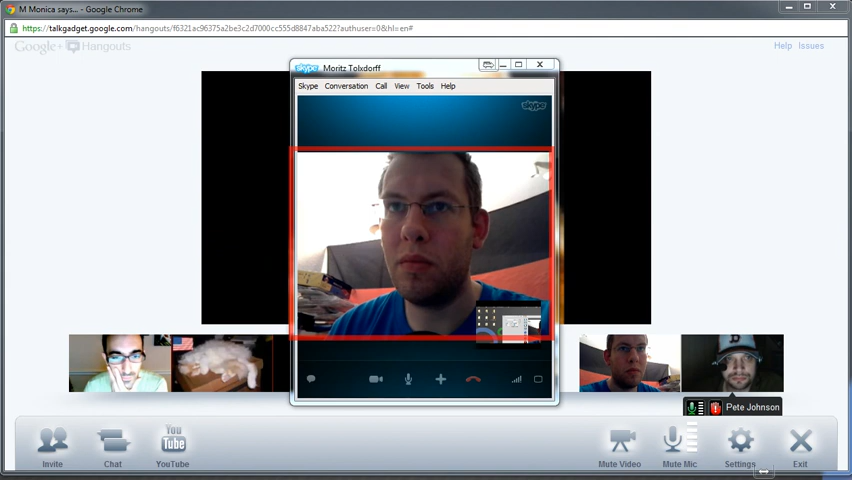 M Monica says... - Google Chrome
https://talkgadget.google.com/hangouts/f6321ac96375a2be3c2d7000cc555d8847aba522?authuser=0&hl=en#
Google+ Hangouts
Help Issues
skype Moritz Tolxdorff
Skype Conversation Call View Tools Help
skype
Pete Johnson
You
Tube
Invite Chat YouTube Mute Video Mute Mic Settings Exit